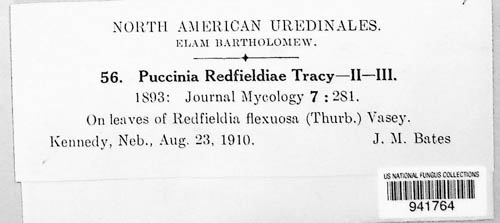 NORTH AMERICAN UREDINALES.
ELAM BARTHOLOMEW.
56. Puccinia Redfieldiae Tracy—II—III.
1893: Journal Mycology 7 : 281.
On leaves of Redfieldia flexuosa (Thurb.) Vasey.
Kennedy, Neb., Aug. 23, 1910. J. M. Bates
US NATIONAL FUNGUS COLLECTIONS
941764